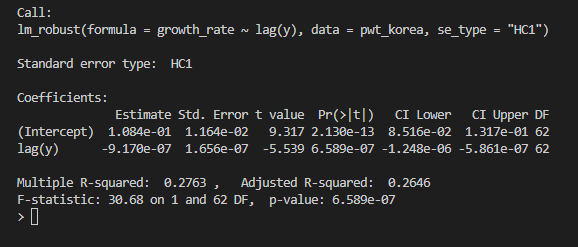 Call:
lm_robust(formula = growth_rate ~ lag(y), data = pwt_korea, se_type = "HC1")
Standard error type:  HC1
Coefficients:
              Estimate Std. Error t value  Pr(>|t|)   CI Lower   CI Upper DF
(Intercept)  1.084e-01  1.164e-02   9.317 2.130e-13  8.516e-02  1.317e-01 62
lag(y)      -9.170e-07  1.656e-07  -5.539 6.589e-07 -1.248e-06 -5.861e-07 62
Multiple R-squared:  0.2763 ,	Adjusted R-squared:  0.2646
F-statistic: 30.68 on 1 and 62 DF,  p-value: 6.589e-07
>